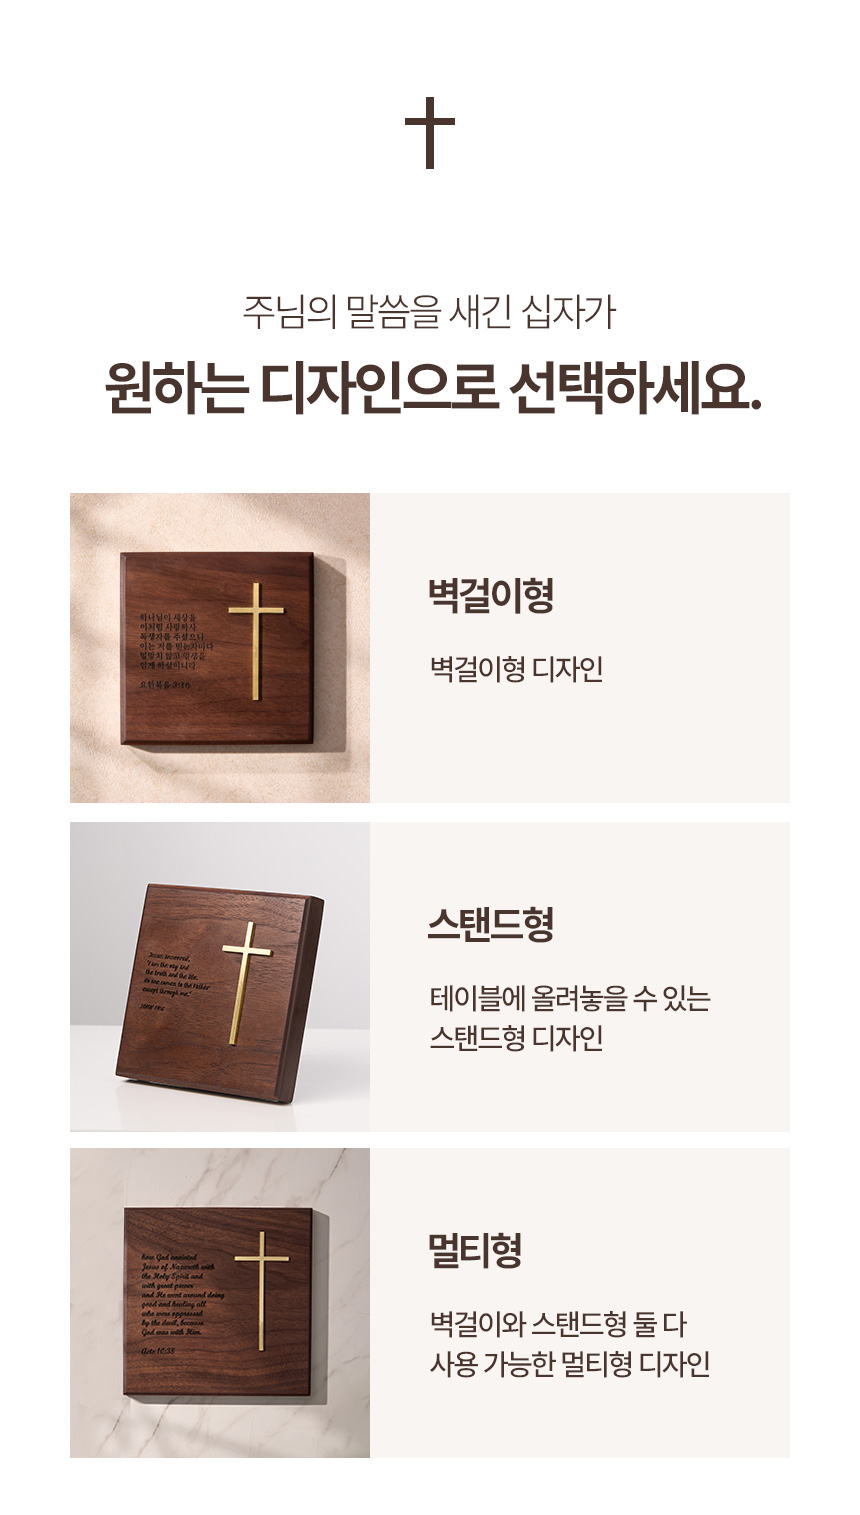 주님의 말씀을 새긴 십자가
원하는 디자인으로 선택하세요.
하나님이 세상을
이처럼 사랑하사
독생자를 주셨으니
이는 저를 믿는자마다
멸망치 않고 영생을
얻게 하심이니라
요한복음 3:16
벽걸이형
벽걸이형 디자인
Jesus answered,
"I am the way and
the truth and the life.
no one comes to the Father
except through me."
JOHN 14:6
스탠드형
테이블에 올려놓을 수 있는
스탠드형 디자인
how God anointed
Jesus of Nazareth with
the Holy Spirit and
with great power
and He went around doing
good and healing all
who were oppressed
by the devil, because
God was with Him.
Acts 10:38
멀티형
벽걸이와 스탠드형 둘 다
사용 가능한 멀티형 디자인